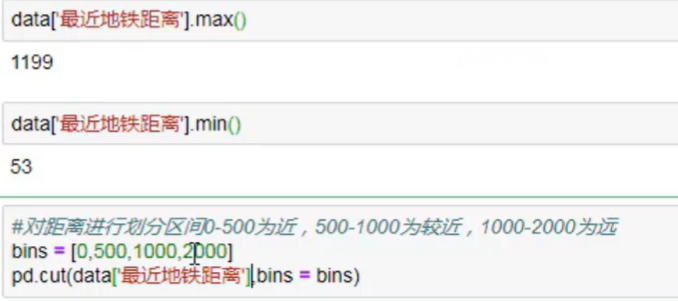 data['最近地铁距离'].max()
1199
data['最近地铁距离'].min()
53
#对距离进行划分区间0-500为近，500-1000为较近，1000-2000为远
bins = [0,500,1000,2000]
pd.cut(data['最近地铁距离'],bins = bins)